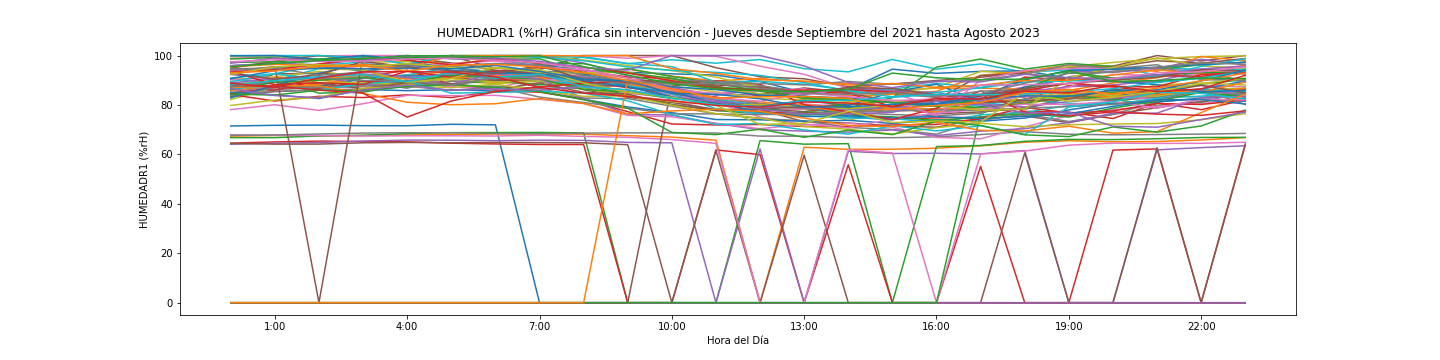 HUMEDADR1 (%rH) Gráfica sin intervención - Jueves desde Septiembre del 2021 hasta Agosto 2023
100
80
60
40
20
0
HUMEDADR1 (%rH)
1:00 4:00 7:00 10:00 13:00 16:00 19:00 22:00
Hora del Día